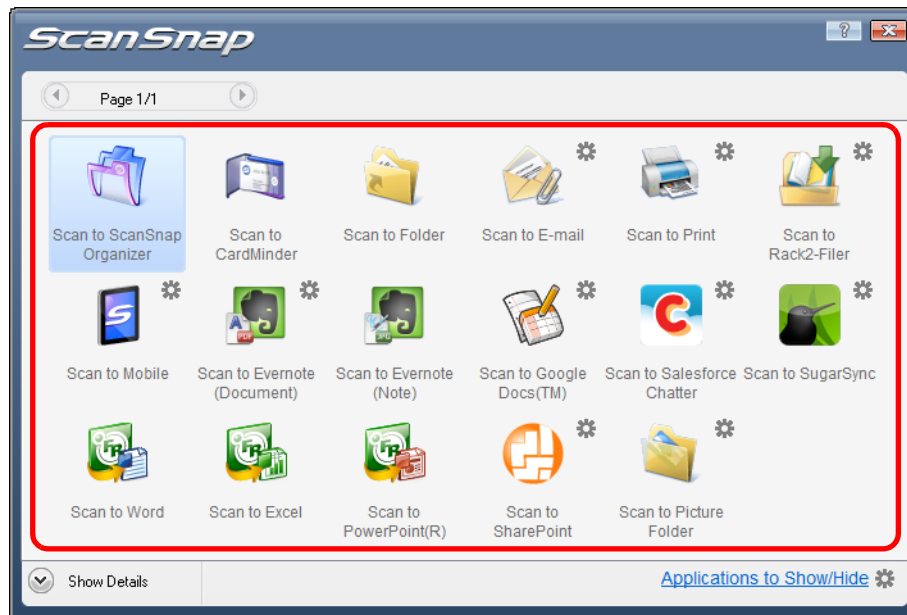 ScanSnap
Page 1/1
Scan to ScanSnap
Organizer
Scan to
CardMinder
Scan to Folder
Scan to E-mail
Scan to Print
Scan to
Rack2-Filer
Scan to Mobile
Scan to Evernote
(Document)
Scan to Evernote
(Note)
Scan to Google
Docs(TM)
Scan to Salesforce
Chatter
Scan to SugarSync
Scan to Word
Scan to Excel
Scan to
PowerPoint(R)
Scan to
SharePoint
Scan to Picture
Folder
Show Details
Applications to Show/Hide